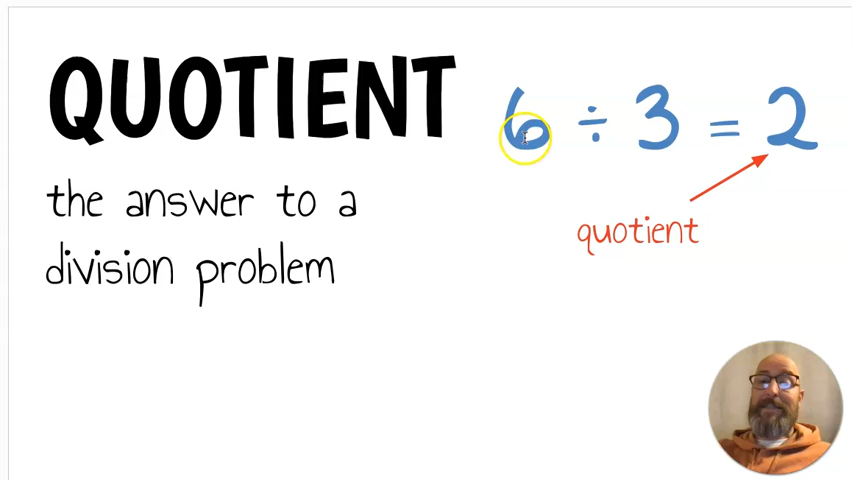 QUOTIENT
6 ÷ 3 = 2
the answer to a
division problem
quotient